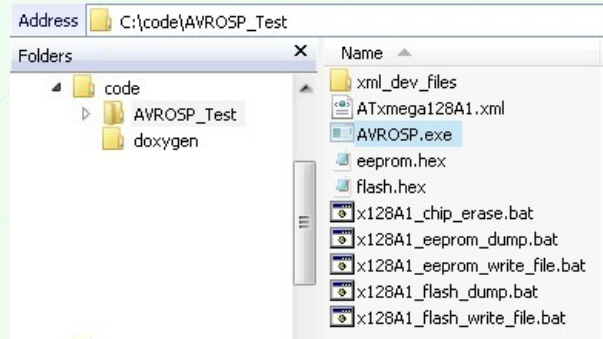 Address C:\code\AVROSP_Test
Folders
code
AVROSP_Test
doxygen
Name
xml_dev_files
ATxmega128A1.xml
AVROSP.exe
eeprom.hex
flash.hex
x128A1_chip_erase.bat
x128A1_eeprom_dump.bat
x128A1_eeprom_write_file.bat
x128A1_flash_dump.bat
x128A1_flash_write_file.bat